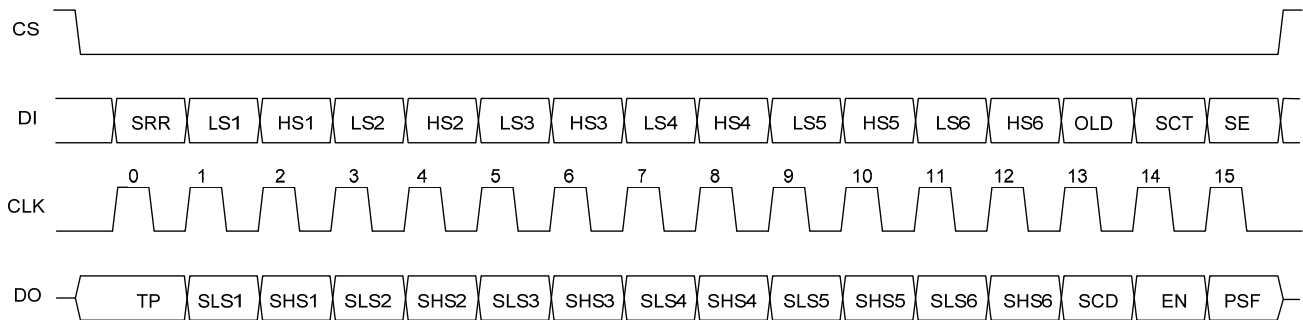 CS
DI SRR LS1 HS1 LS2 HS2 LS3 HS3 LS4 HS4 LS5 HS5 LS6 HS6 OLD SCT SE
0 1 2 3 4 5 6 7 8 9 10 11 12 13 14 15
CLK
DO TP SLS1 SHS1 SLS2 SHS2 SLS3 SHS3 SLS4 SHS4 SLS5 SHS5 SLS6 SHS6 SCD EN PSF